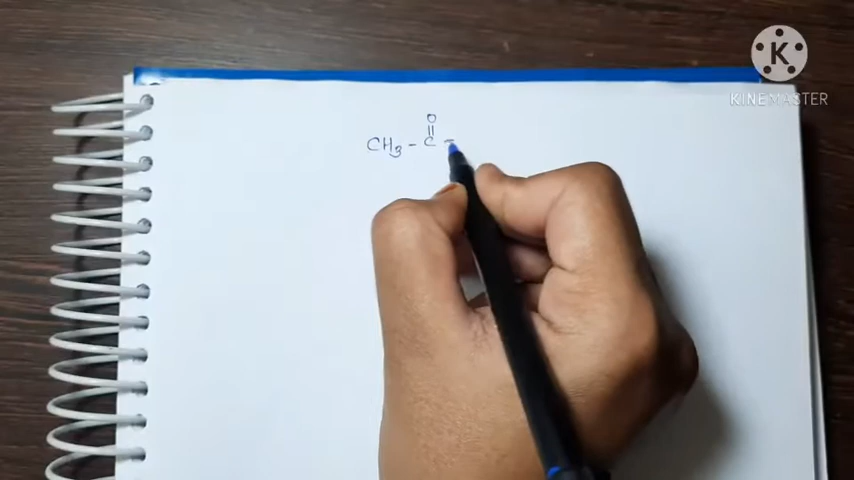 O
||
CH₃ - C -
K
KINEMASTER